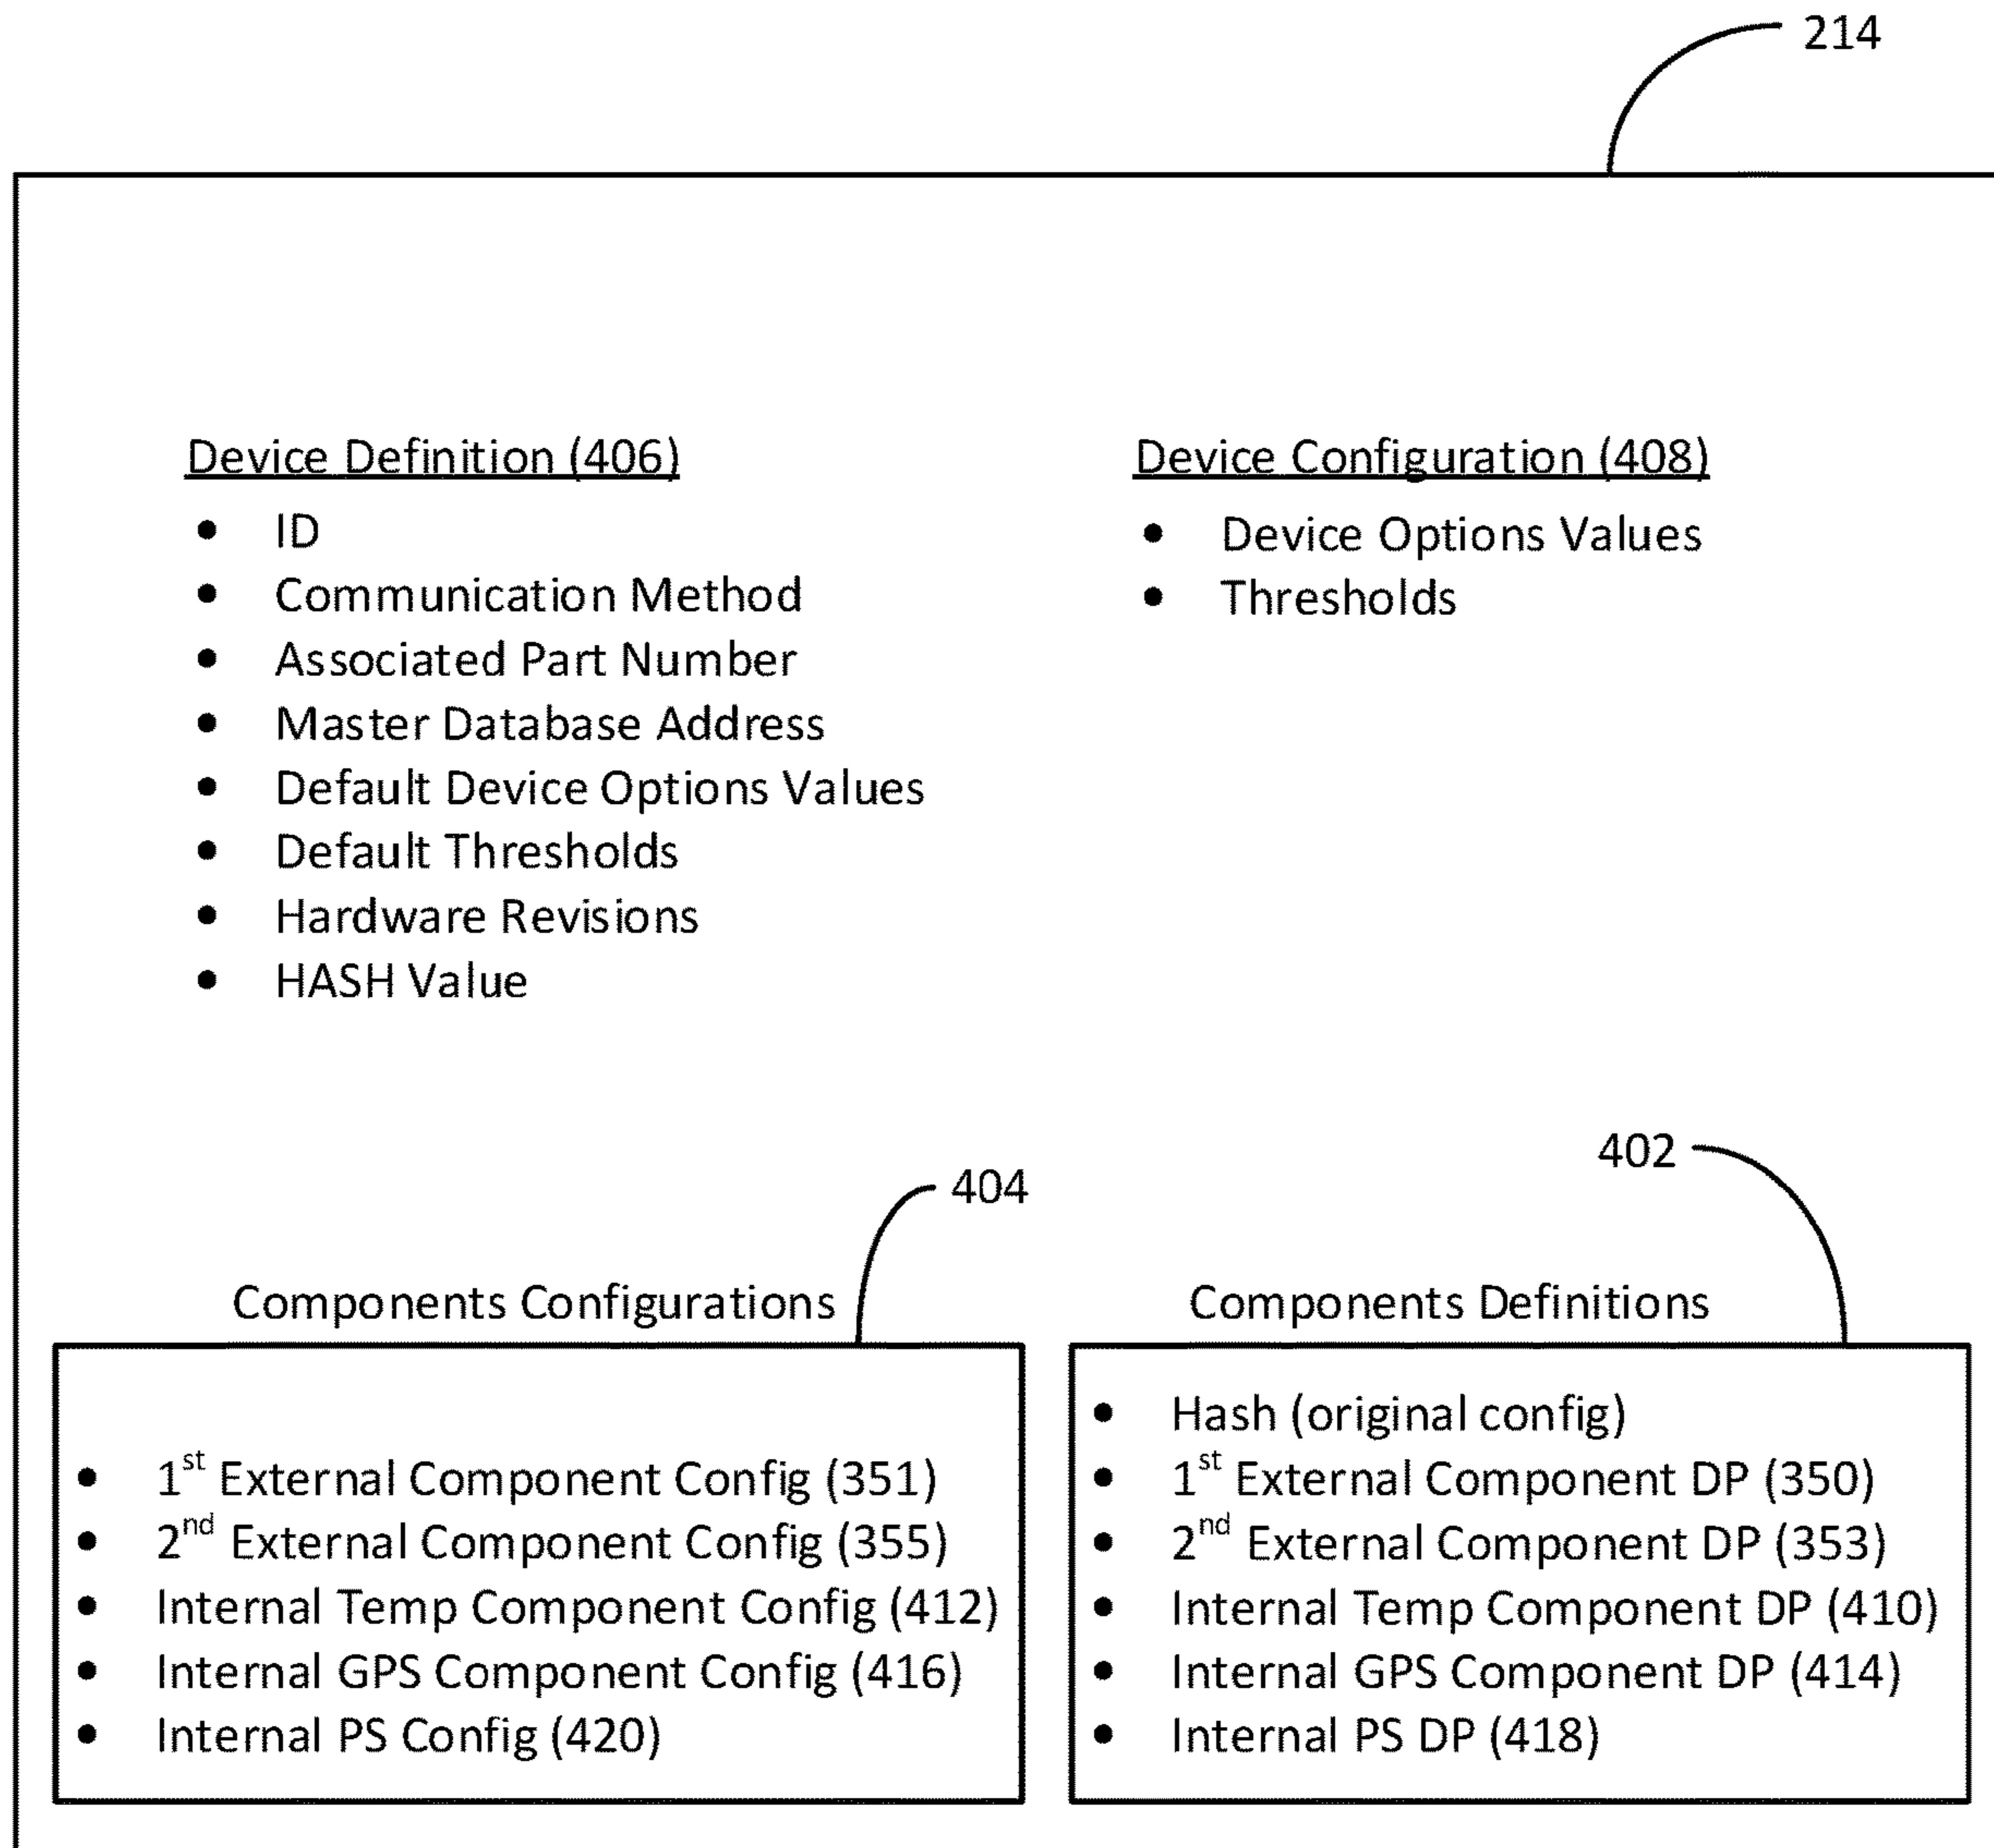 214
Device Definition (406)
• ID
• Communication Method
• Associated Part Number
• Master Database Address
• Default Device Options Values
• Default Thresholds
• Hardware Revisions
• HASH Value
Device Configuration (408)
• Device Options Values
• Thresholds
404
Components Configurations
• 1st External Component Config (351)
• 2nd External Component Config (355)
• Internal Temp Component Config (412)
• Internal GPS Component Config (416)
• Internal PS Config (420)
402
Components Definitions
• Hash (original config)
• 1st External Component DP (350)
• 2nd External Component DP (353)
• Internal Temp Component DP (410)
• Internal GPS Component DP (414)
• Internal PS DP (418)